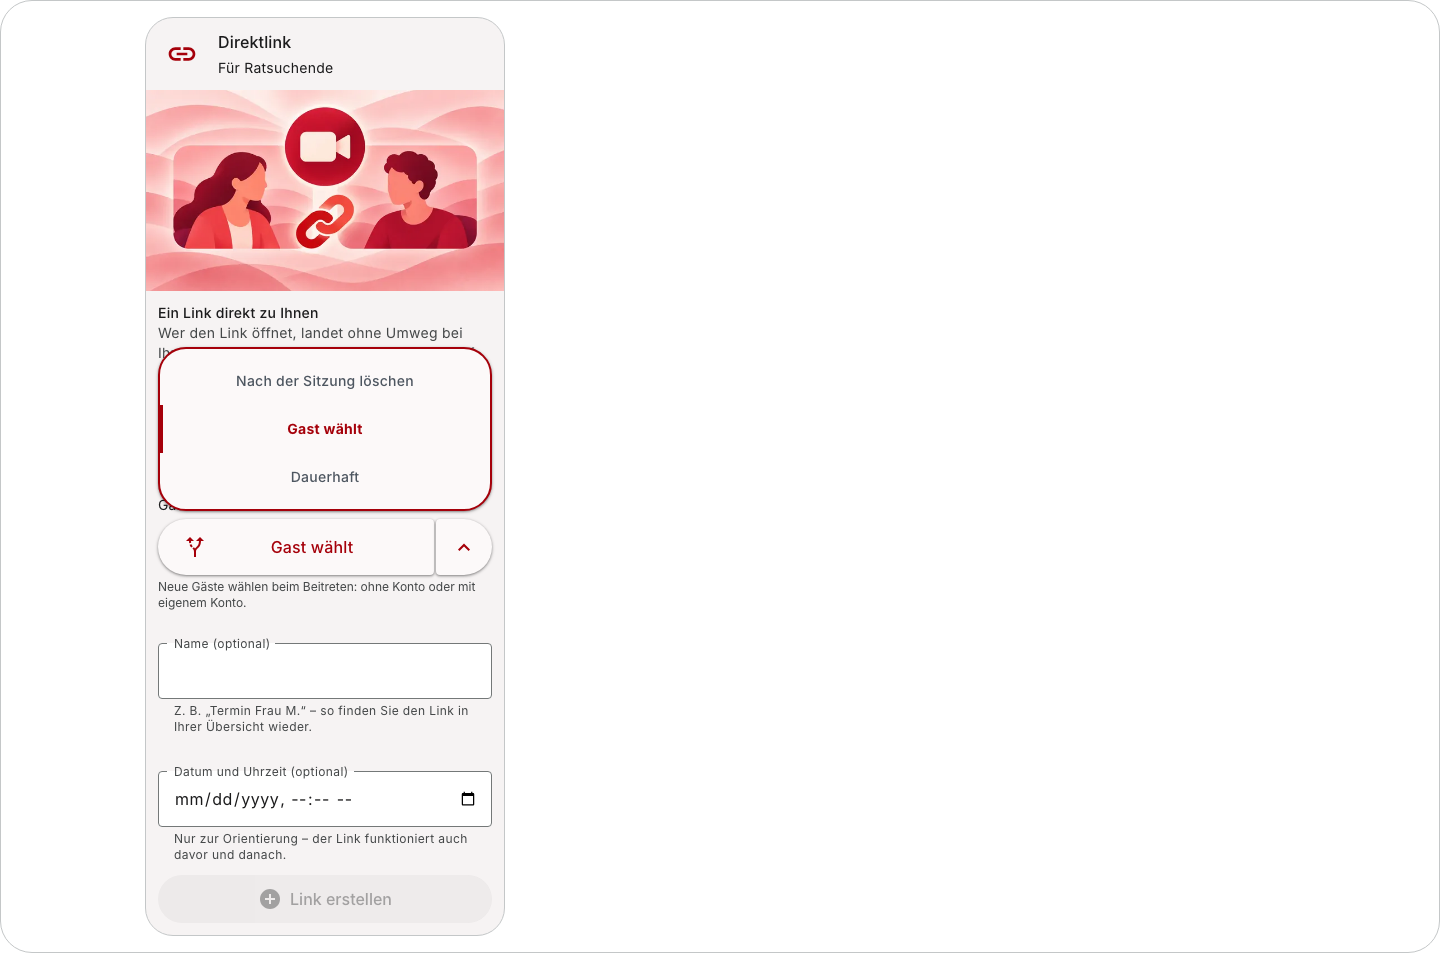 Direktlink
Für Ratsuchende
Ein Link direkt zu Ihnen
Wer den Link öffnet, landet ohne Umweg bei
Nach der Sitzung löschen
Gast wählt
Dauerhaft
Gast wählt
Neue Gäste wählen beim Beitreten: ohne Konto oder mit
eigenem Konto.
Name (optional)
Z. B. „Termin Frau M.“ – so finden Sie den Link in
Ihrer Übersicht wieder.
Datum und Uhrzeit (optional)
mm/dd/yyyy, --:-- --
Nur zur Orientierung – der Link funktioniert auch
davor und danach.
Link erstellen